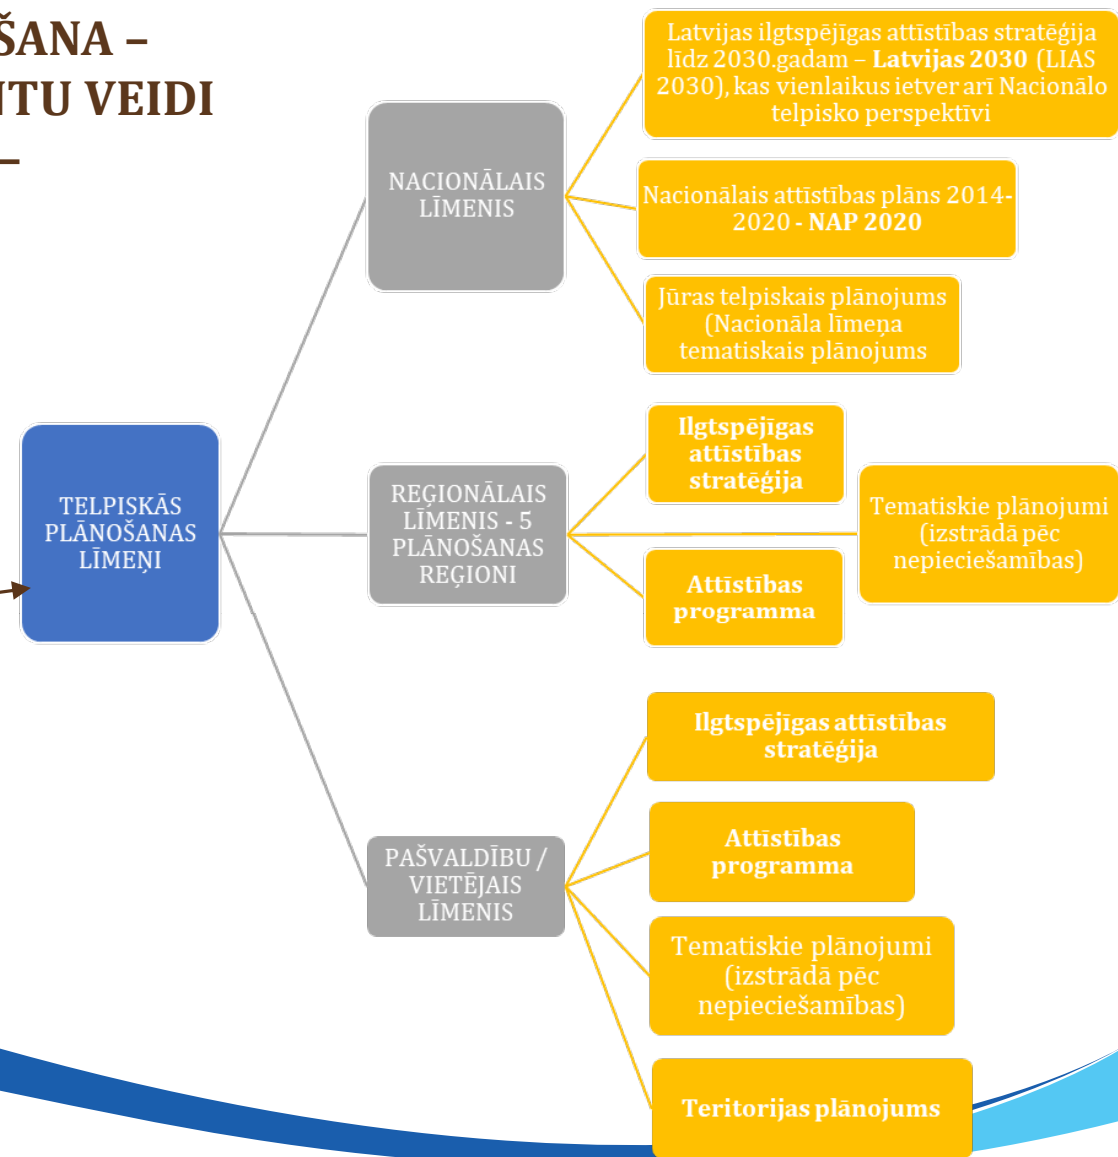 ŠANA –
NTU VEIDI
–
Latvijas ilgtspējīgas attīstības stratēģija
līdz 2030.gadam – Latvijas 2030 (LIAS
2030), kas vienlaikus ietver arī Nacionālo
telpisko perspektīvi
NACIONĀLAIS
LĪMENIS
Nacionālais attīstības plāns 2014-
2020 - NAP 2020
Jūras telpiskais plānojums
(Nacionāla līmeņa
tematiskais plānojums
TELPISKĀS
PLĀNOŠANAS
LĪMEŅI
REĢIONĀLAIS
LĪMENIS - 5
PLĀNOŠANAS
REĢIONI
Ilgtspējīgas
attīstības
stratēģija
Tematiskie plānojumi
(izstrādā pēc
nepieciešamības)
Attīstības
programma
PAŠVALDĪBU /
VIETĒJAIS
LĪMENIS
Ilgtspējīgas attīstības
stratēģija
Attīstības
programma
Tematiskie plānojumi
(izstrādā pēc
nepieciešamības)
Teritorijas plānojums